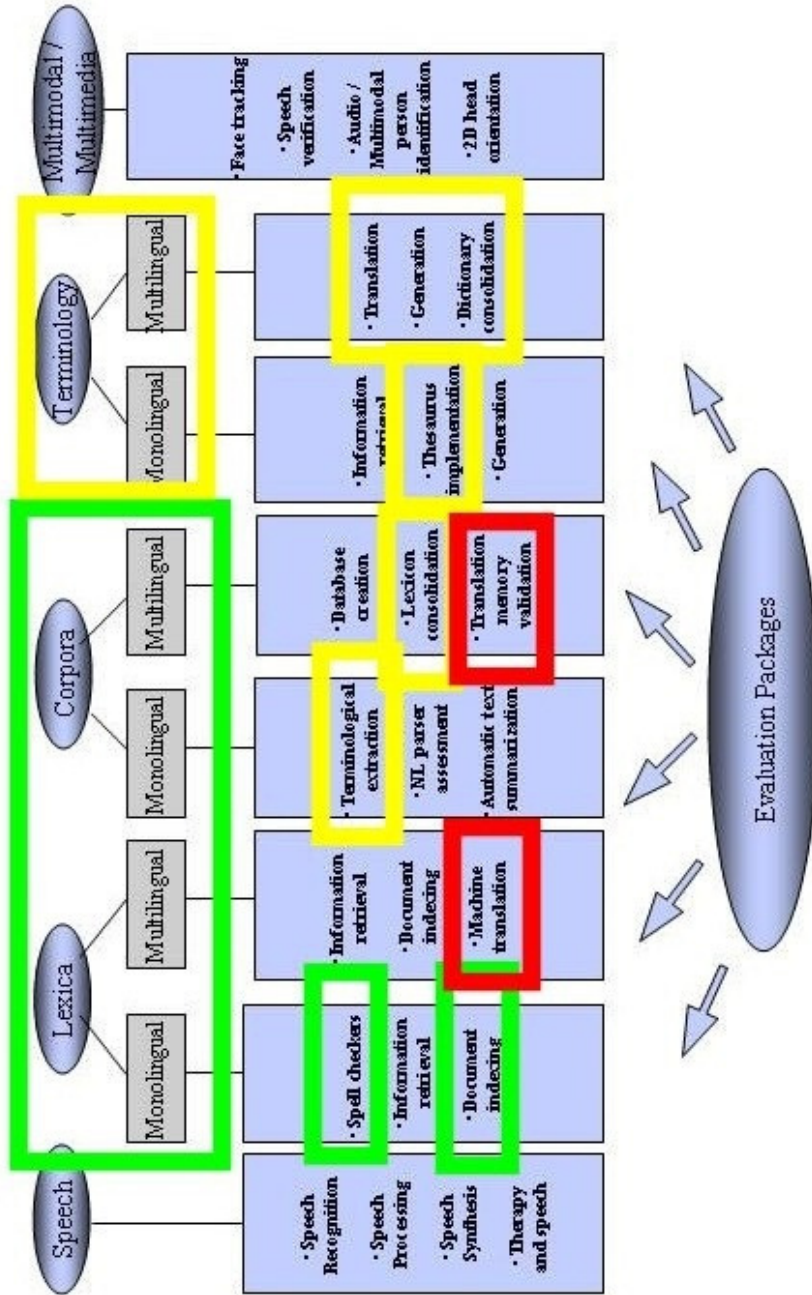 Speech
Lexica
Corpora
Terminology
Multimodal /
Multimedia
Monolingual
Multilingual
Monolingual
Multilingual
Monolingual
Multilingual
· Speech
Recognition
· Speech
Processing
· Speech
Synthesis
· Therapy
and speech
· Spell checkers
· Information
retrieval
· Document
indexing
· Information
retrieval
· Document
indexing
· Machine
translation
· Terminological
extraction
· NL parser
assessment
· Automatic text
summarization
· Database
creation
· Lexicon
consolidation
· Translation
memory
validation
· Information
retrieval
· Thesaurus
implementation
· Generation
· Translation
· Generation
· Dictionary
consolidation
· Face tracking
· Speech
verification
· Audio /
Multimodal
person
identification
· 2D head
orientation
Evaluation Packages